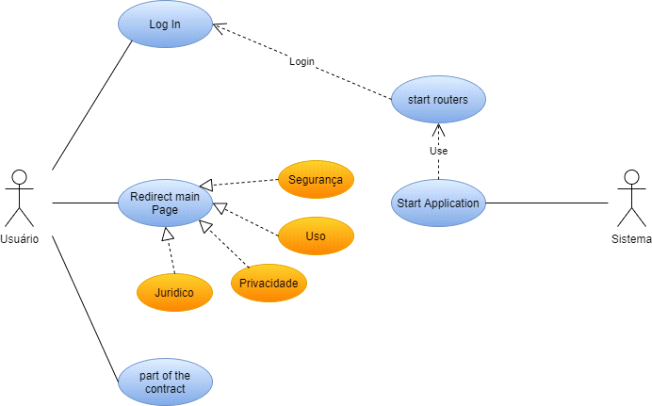 Log In
Login
start routers
Use
Segurança
Redirect main
Page
Start Application
Usuário
Uso
Sistema
Juridico
Privacidade
part of the
contract